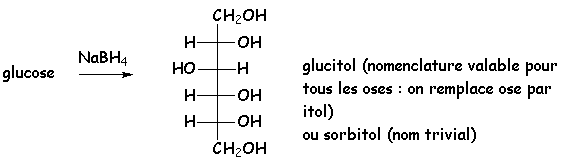 CH2OH
H OH
glucose NaBH4 HO H
H OH
H OH
CH2OH
glucitol (nomenclature valable pour
tous les oses : on remplace ose par
itol)
ou sorbitol (nom trivial)